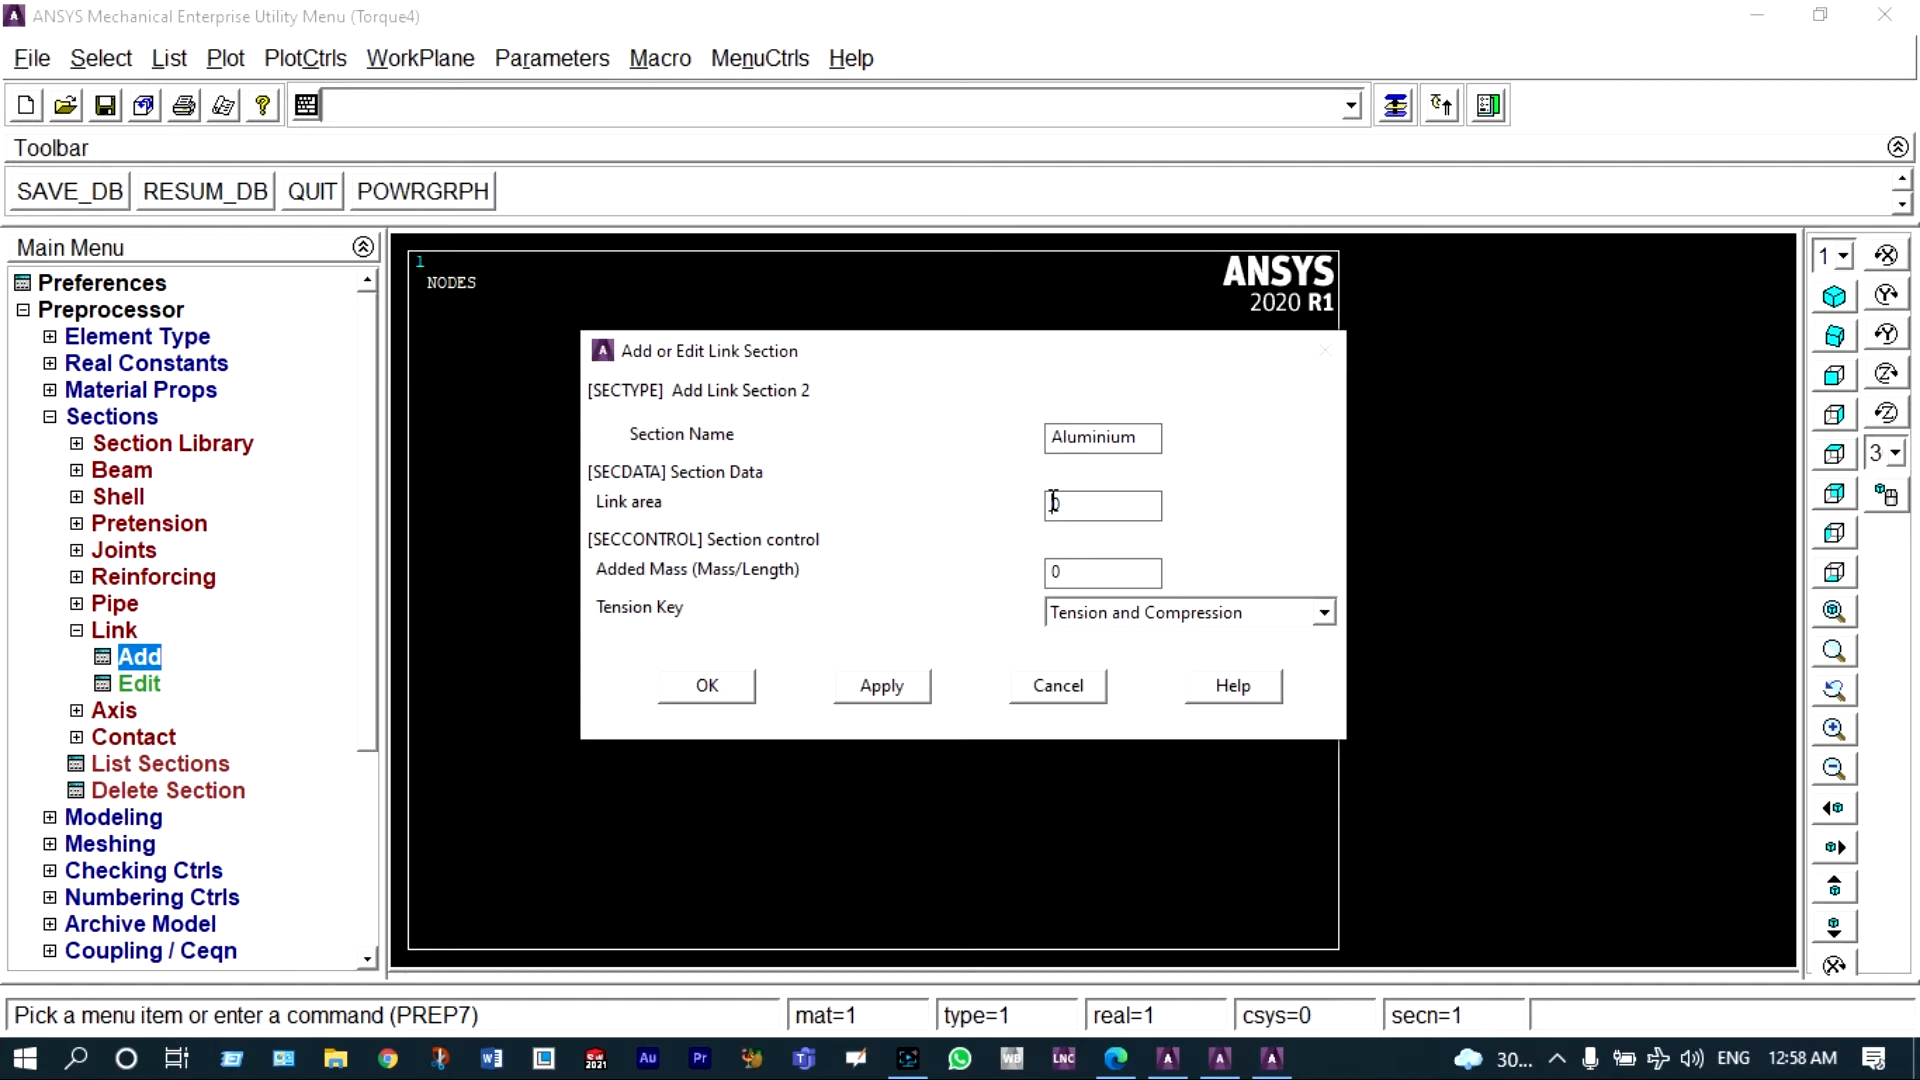 ANSYS Mechanical Enterprise Utility Menu (Torque4)
File Select List Plot PlotCtrls WorkPlane Parameters Macro MenuCtrls Help
Toolbar
SAVE_DB RESUM_DB QUIT POWRGRPH
Main Menu
Preferences
Preprocessor
Element Type
Real Constants
Material Props
Sections
Section Library
Beam
Shell
Pretension
Joints
Reinforcing
Pipe
Link
Add
Edit
Axis
Contact
List Sections
Delete Section
Modeling
Meshing
Checking Ctrls
Numbering Ctrls
Archive Model
Coupling / Ceqn
1
NODES
ANSYS
2020 R1
Add or Edit Link Section
[SECTYPE] Add Link Section 2
Section Name Aluminium
[SECDATA] Section Data
Link area 0
[SECCONTROL] Section control
Added Mass (Mass/Length) 0
Tension Key Tension and Compression
OK Apply Cancel Help
1
3
Pick a menu item or enter a command (PREP7) mat=1 type=1 real=1 csys=0 secn=1
30... ENG 12:58 AM